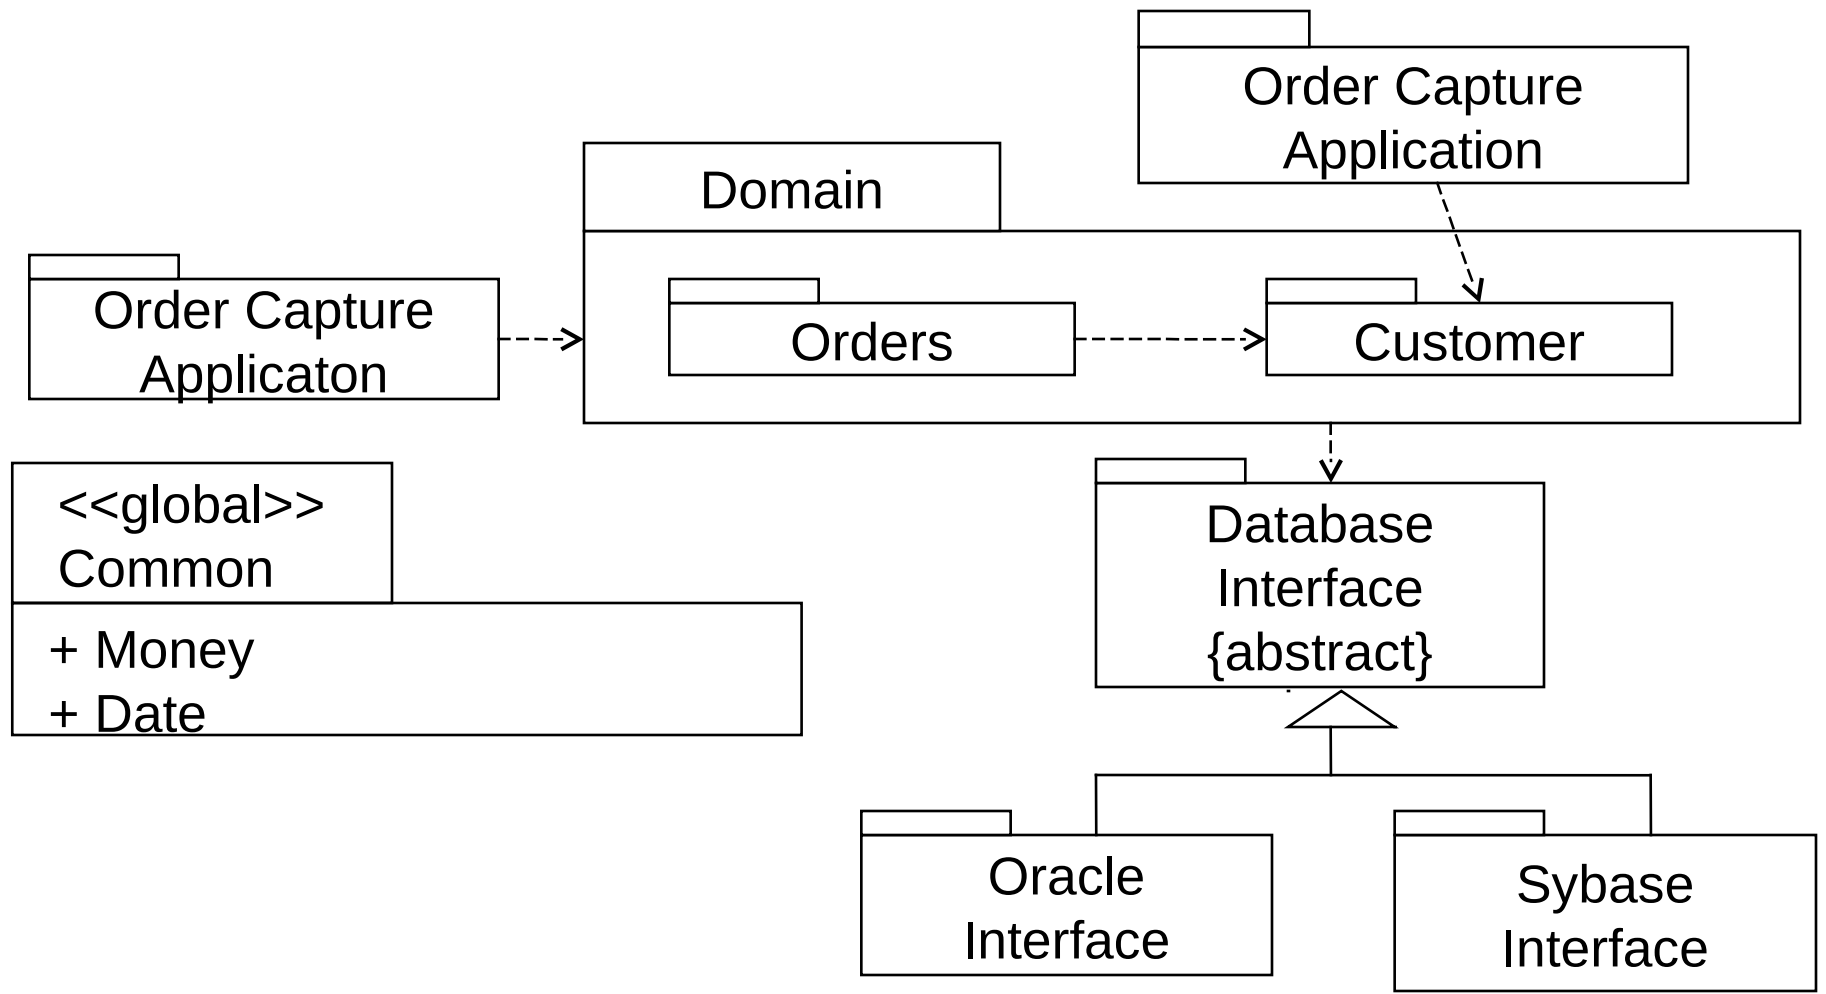 Order Capture
Application
Domain
Order Capture
Applicaton
Orders
Customer
<<global>>
Common
+ Money
+ Date
Database
Interface
{abstract}
Oracle
Interface
Sybase
Interface